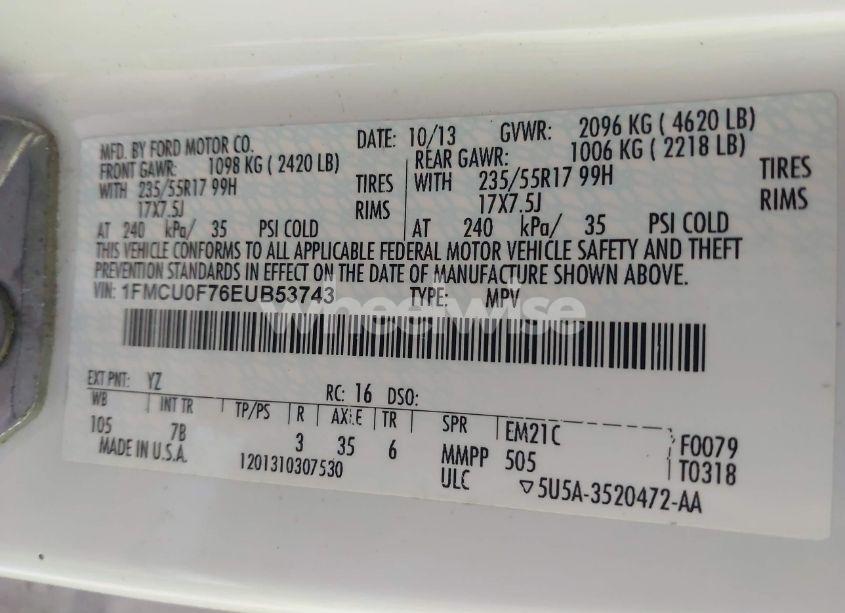 MFD. BY FORD MOTOR CO. DATE: 10/13 GVWR: 2096 KG ( 4620 LB)
FRONT GAWR: 1098 KG ( 2420 LB) REAR GAWR: 1006 KG ( 2218 LB)
WITH 235/55R17 99H TIRES WITH 235/55R17 99H TIRES
17X7.5J RIMS 17X7.5J RIMS
AT 240 kPa/ 35 PSI COLD AT 240 kPa/ 35 PSI COLD
THIS VEHICLE CONFORMS TO ALL APPLICABLE FEDERAL MOTOR VEHICLE SAFETY AND THEFT
PREVENTION STANDARDS IN EFFECT ON THE DATE OF MANUFACTURE SHOWN ABOVE.
VIN: 1FMCU0F76EUB53743 TYPE: MPV
wheelwise
EXT PNT: YZ RC: 16 DSO:
WB INT TR TP/PS R AXLE TR SPR EM21C F0079
105 7B 3 35 6 MMPP 505 T0318
MADE IN U.S.A. 1201310307530 ULC ▽5U5A-3520472-AA